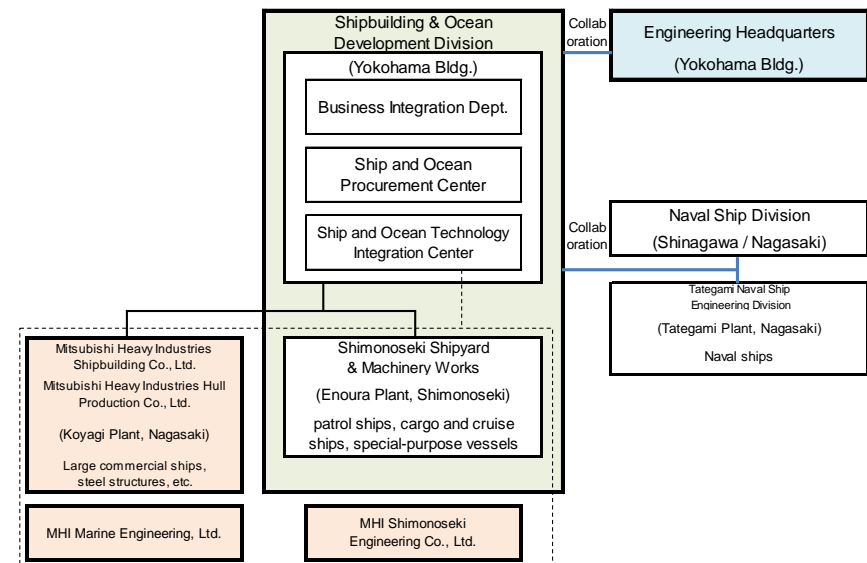 Shipbuilding & Ocean
Development Division
(Yokohama Bldg.)
Business Integration Dept.
Ship and Ocean
Procurement Center
Ship and Ocean Technology
Integration Center
Collab
oration
Engineering Headquarters
(Yokohama Bldg.)
Collab
oration
Naval Ship Division
(Shinagawa / Nagasaki)
Tategami Naval Ship
Engineering Division
(Tategami Plant, Nagasaki)
Naval ships
Mitsubishi Heavy Industries
Shipbuilding Co., Ltd.
Mitsubishi Heavy Industries Hull
Production Co., Ltd.
(Koyagi Plant, Nagasaki)
Large commercial ships,
steel structures, etc.
Shimonoseki Shipyard
& Machinery Works
(Enoura Plant, Shimonoseki)
patrol ships, cargo and cruise
ships, special-purpose vessels
MHI Marine Engineering, Ltd.
MHI Shimonoseki
Engineering Co., Ltd.